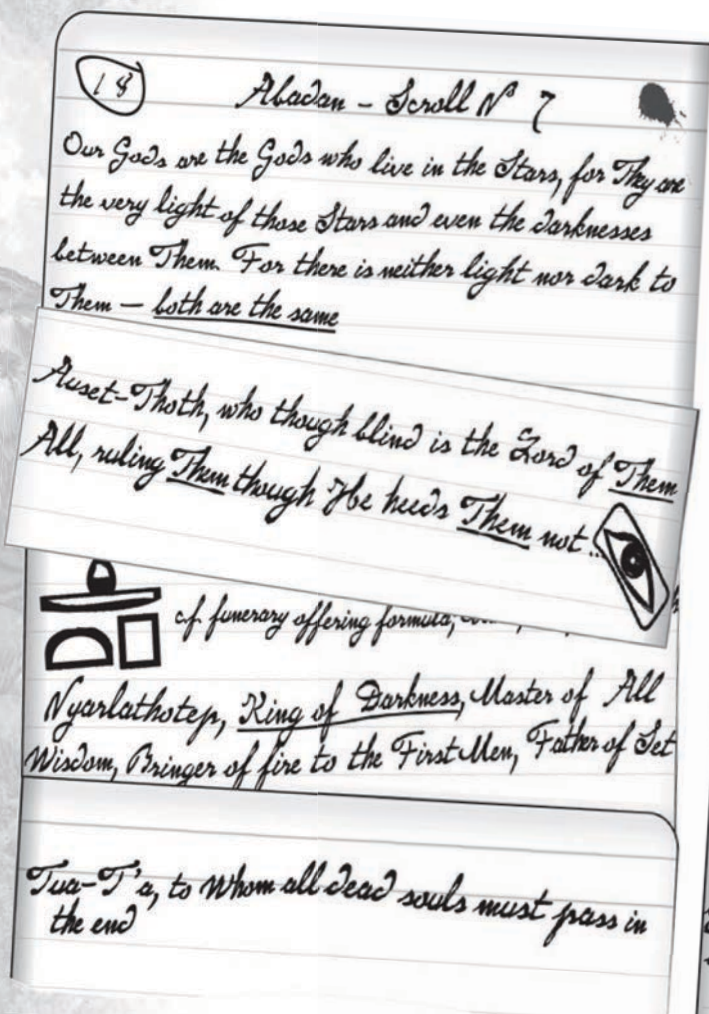 18
Abadan – Scroll Nº 7
Our Gods are the Gods who live in the Stars, for They are
the very light of those Stars and even the darknesses
between Them. For there is neither light nor dark to
Them – both are the same
Auset-Thoth, who though blind is the Lord of Them
All, ruling Them though He heeds Them not...
c.f. funerary offering formula,
Nyarlathotep, King of Darkness, Master of All
Wisdom, Bringer of fire to the First Men, Father of Set
Tua-T'a, to Whom all dead souls must pass in
the end